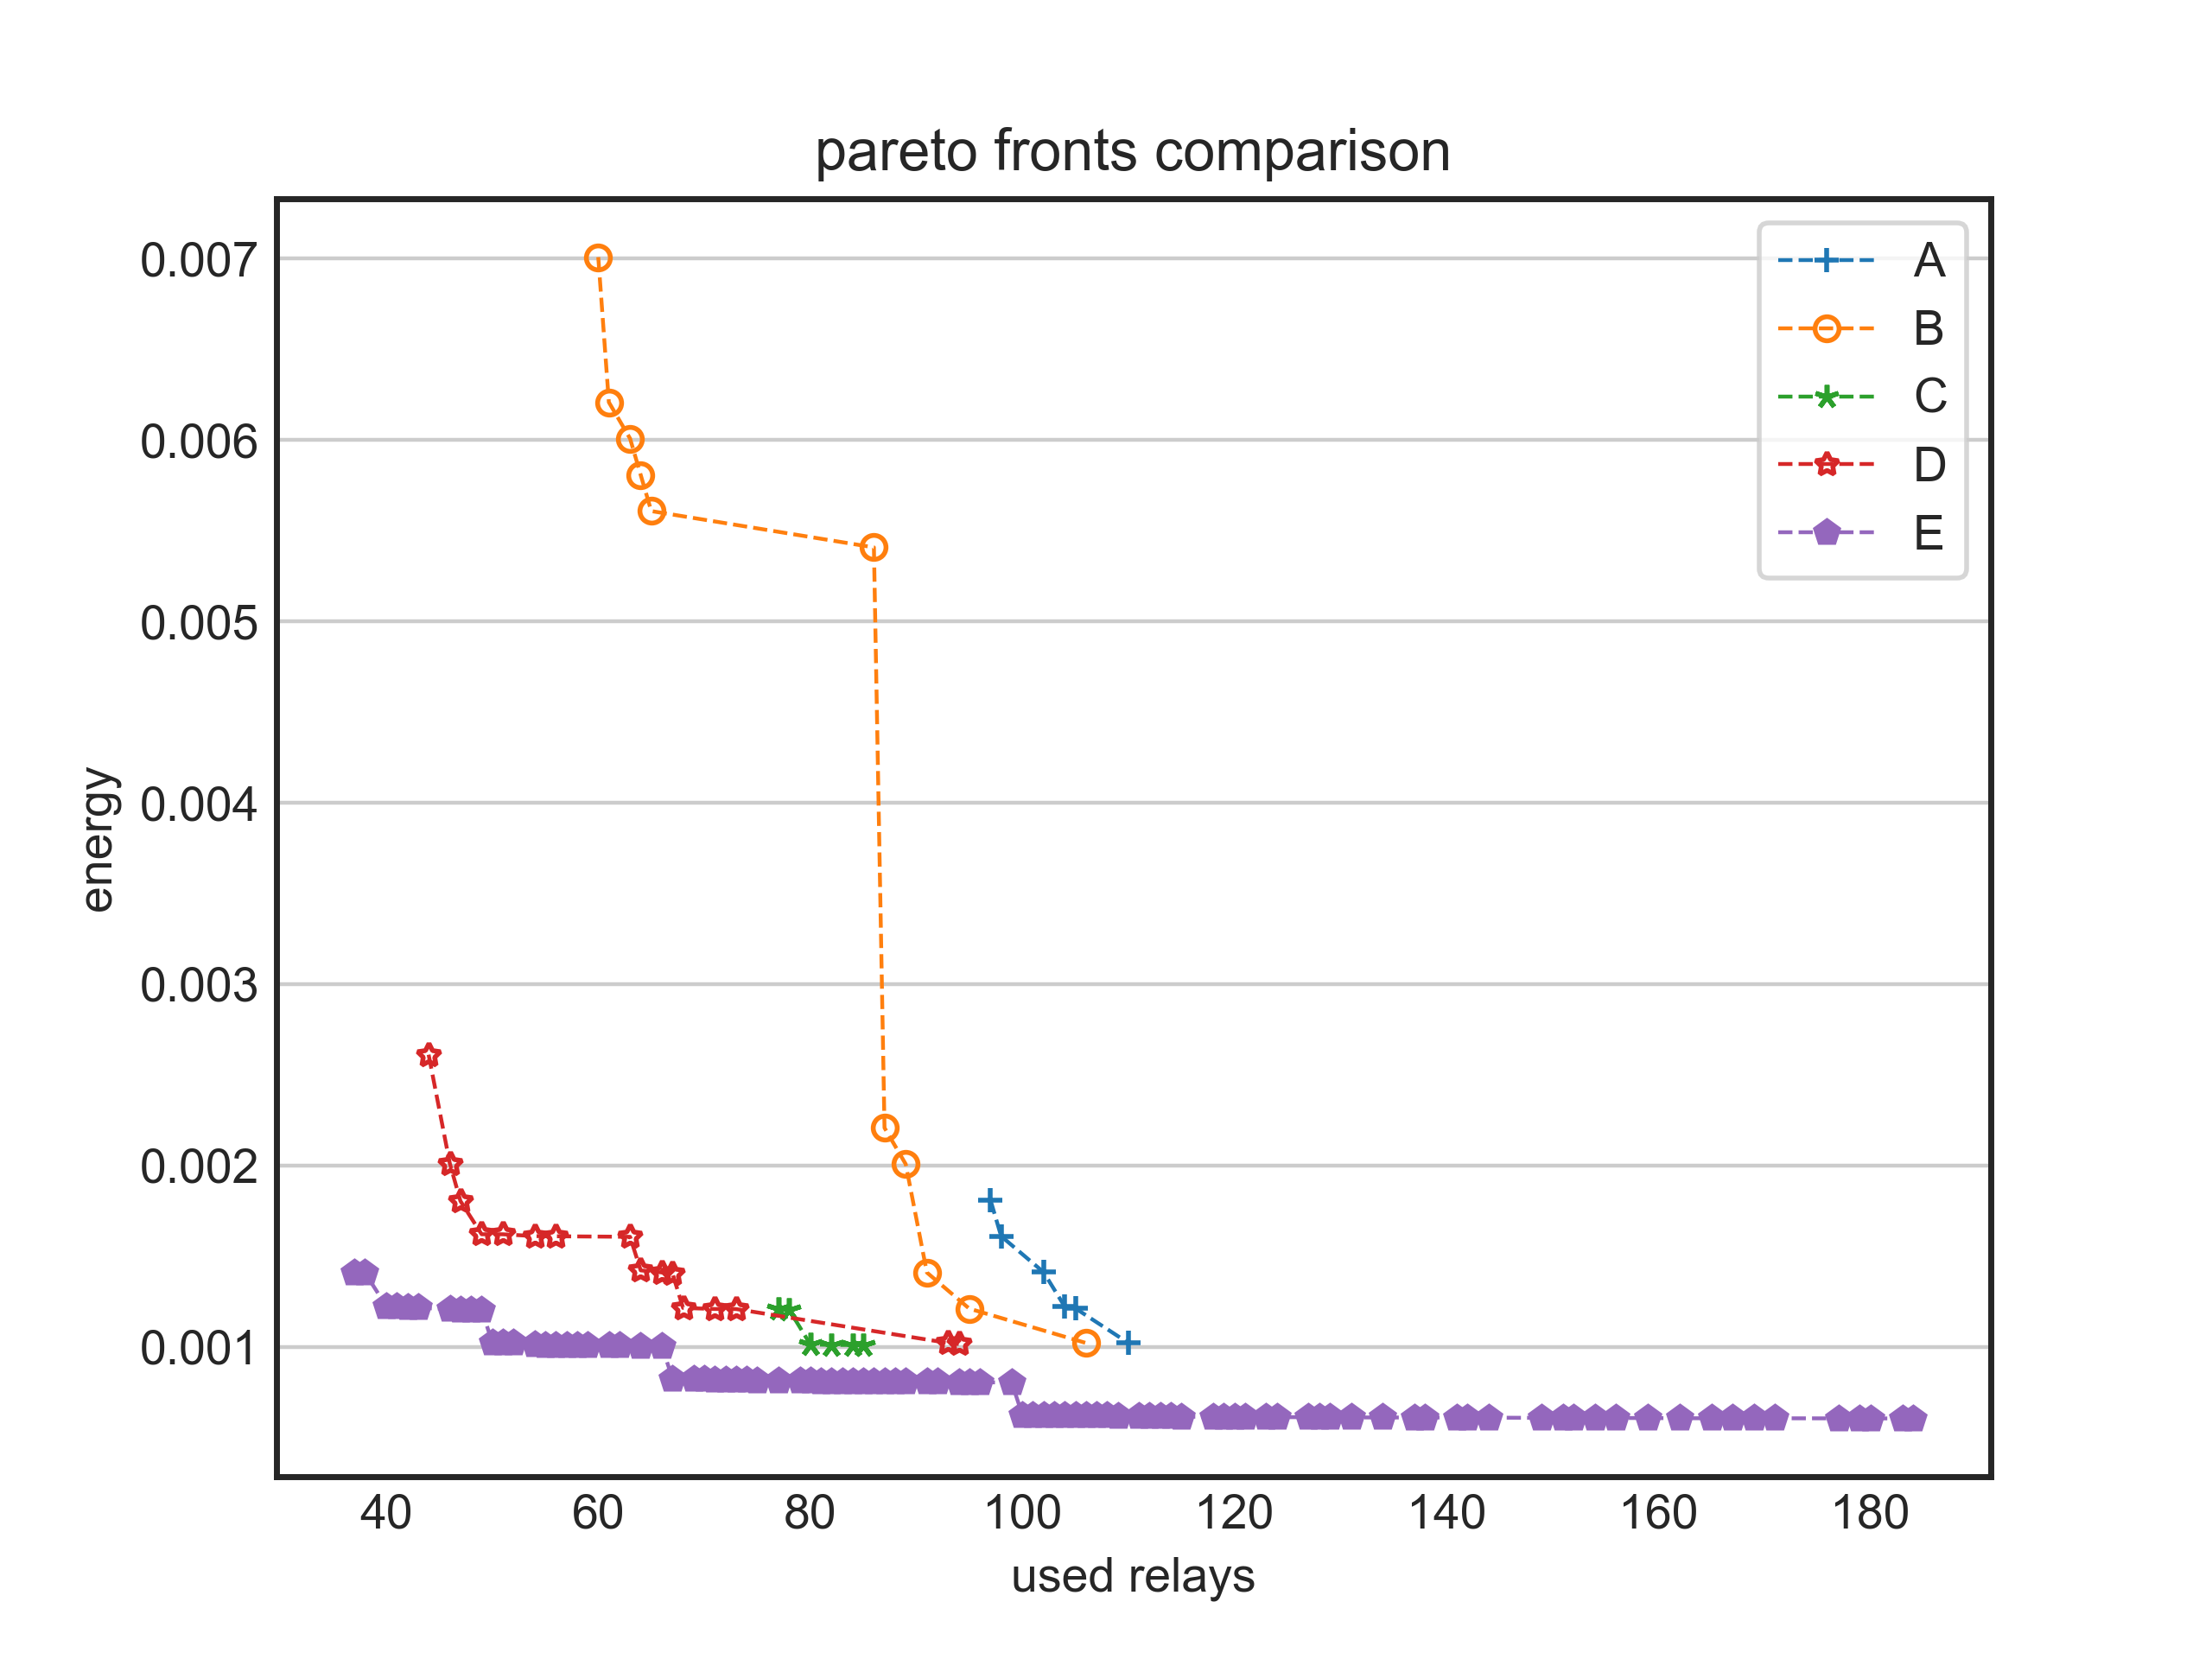 pareto fronts comparison
0.007
0.006
0.005
0.004
0.003
0.002
0.001
energy
A
B
C
D
E
40 60 80 100 120 140 160 180
used relays